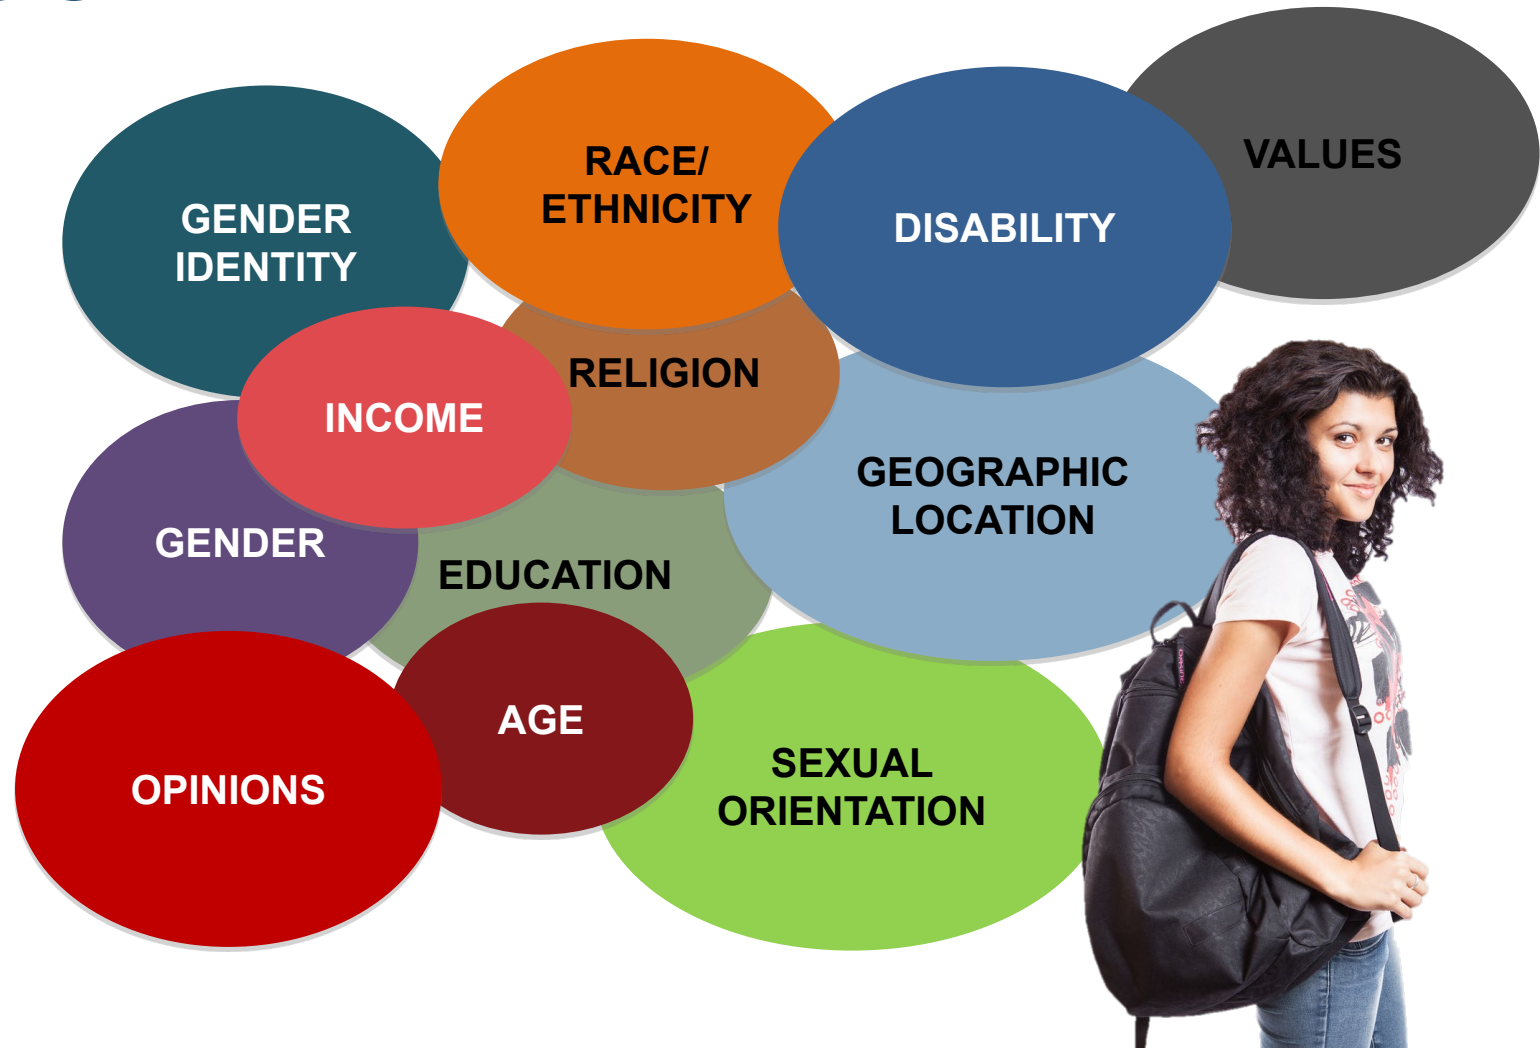 VALUES
RACE/
ETHNICITY
DISABILITY
GENDER
IDENTITY
RELIGION
INCOME
GEOGRAPHIC
LOCATION
GENDER
EDUCATION
AGE
OPINIONS
SEXUAL
ORIENTATION